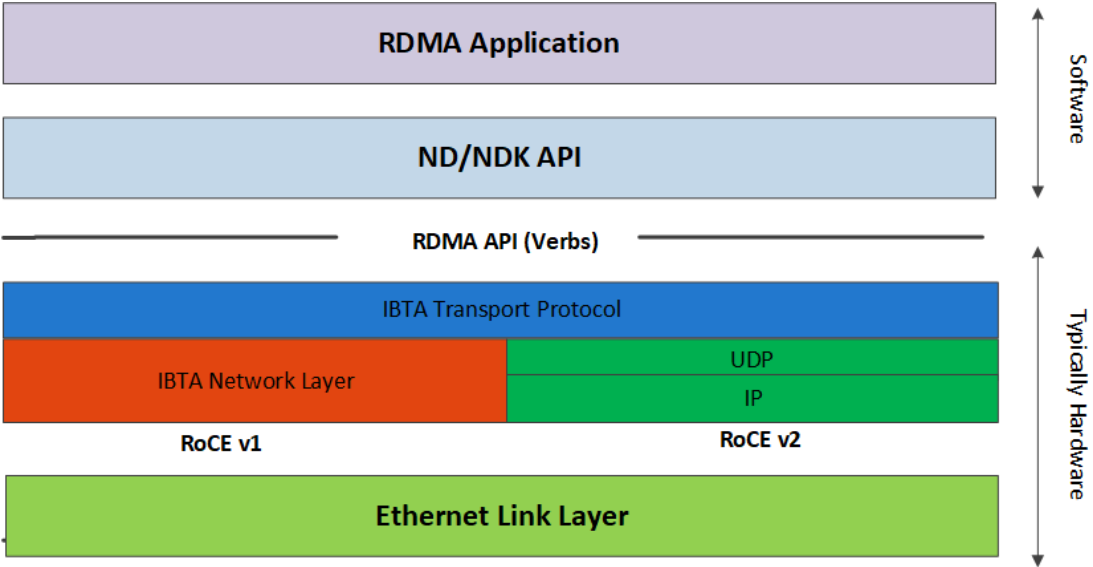 RDMA Application
Software
ND/NDK API
RDMA API (Verbs)
IBTA Transport Protocol
IBTA Network Layer
UDP
IP
Typically Hardware
RoCE v1
RoCE v2
Ethernet Link Layer